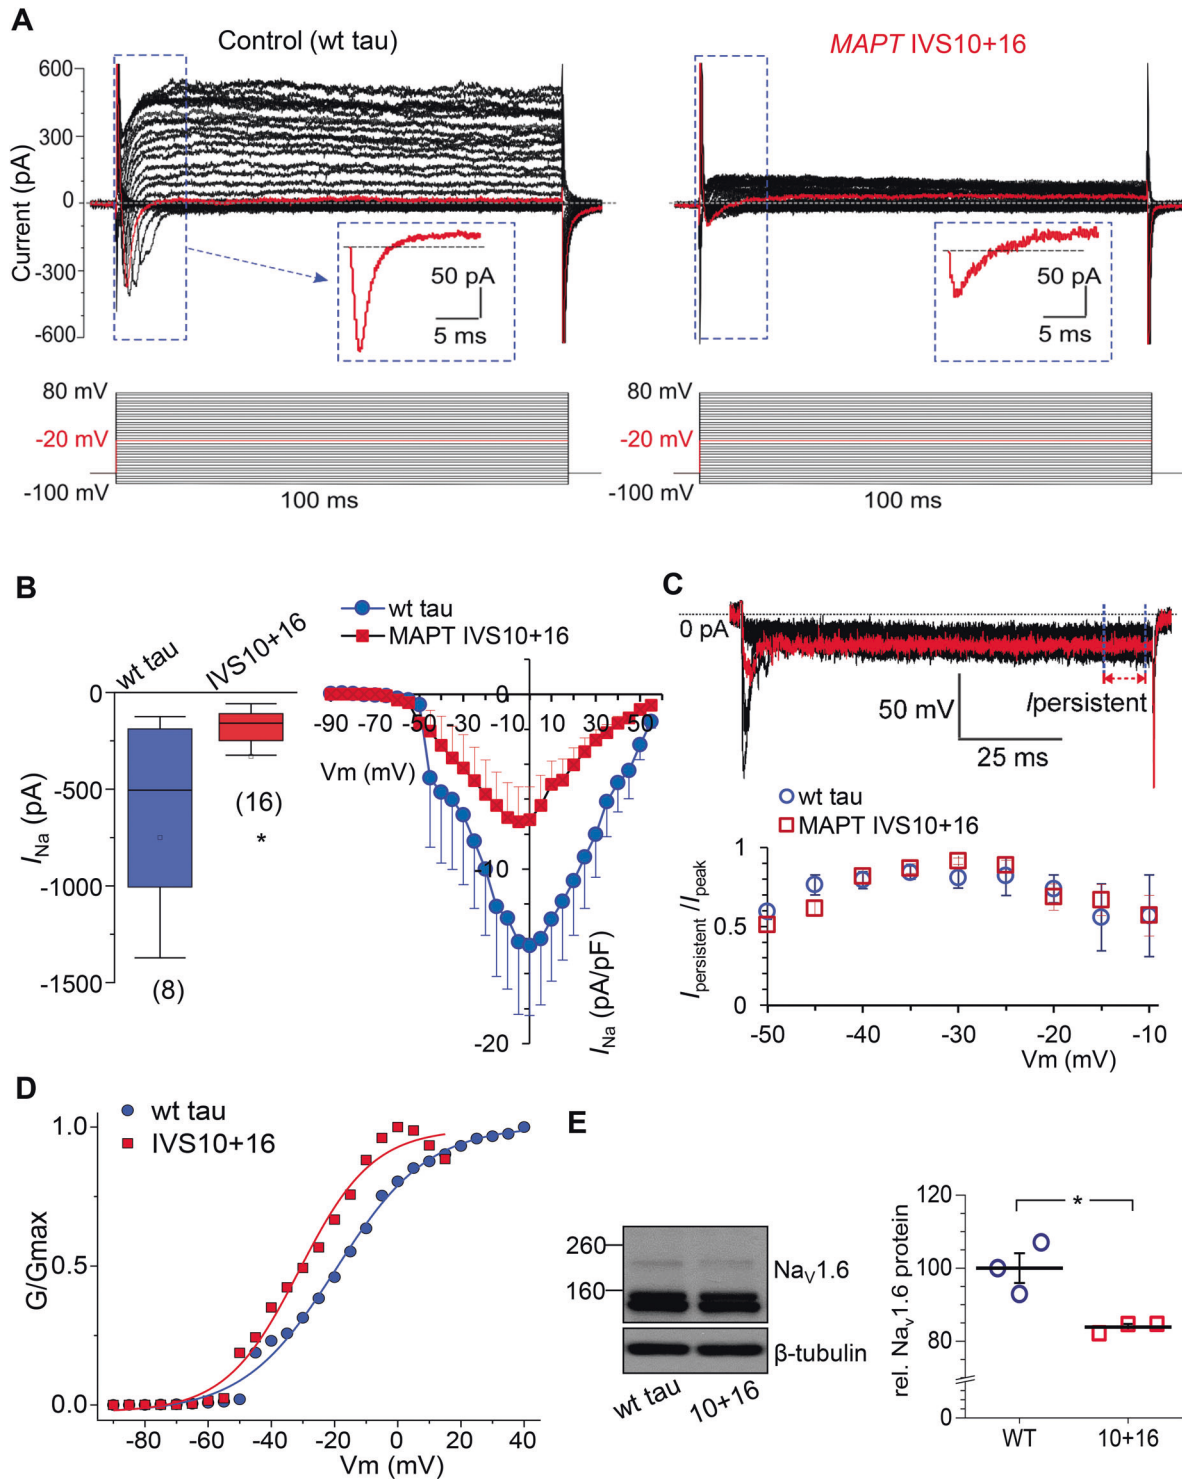 A
Control (wt tau)
MAPT IVS10+16
Current (pA)
600
300
0
-300
-600
50 pA
5 ms
50 pA
5 ms
80 mV
-20 mV
-100 mV
100 ms
80 mV
-20 mV
-100 mV
100 ms
B
wt tau
IVS10+16
0
-500
-1000
-1500
INa (pA)
(16)
*
(8)
wt tau
MAPT IVS10+16
0
-90 -70 -50 -30 -10 10 30 50
Vm (mV)
-10
-20
INa (pA/pF)
C
0 pA
50 mV
25 ms
Ipersistent
wt tau
MAPT IVS10+16
Ipersistent /Ipeak
1
0.5
0
-50 -40 -30 -20 -10
Vm (mV)
D
wt tau
IVS10+16
G/Gmax
1.0
0.5
0.0
-80 -60 -40 -20 0 20 40
Vm (mV)
E
260
160
NaV1.6
β-tubulin
wt tau
10+16
rel. Nav1.6 protein
120
100
80
0
*
WT 10+16